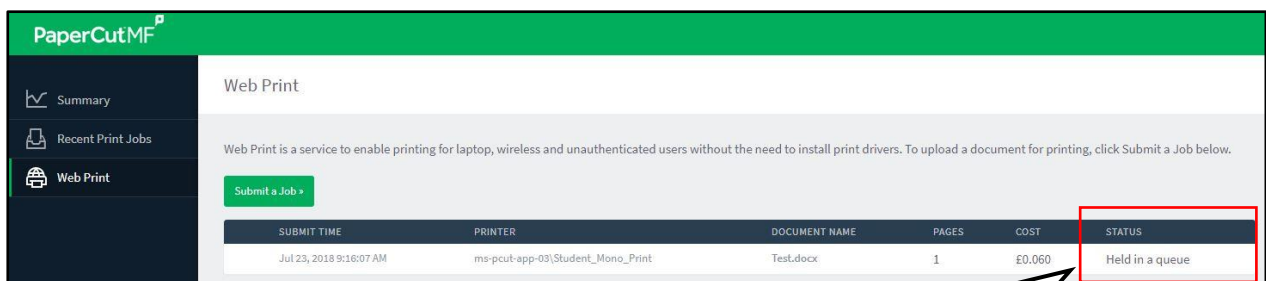 PaperCutMF
Summary
Recent Print Jobs
Web Print
Web Print
Web Print is a service to enable printing for laptop, wireless and unauthenticated users without the need to install print drivers. To upload a document for printing, click Submit a Job below.
Submit a Job »
SUBMIT TIME PRINTER DOCUMENT NAME PAGES COST STATUS
Jul 23, 2018 9:16:07 AM ms-pcut-app-03\Student_Mono_Print Test.docx 1 £0.060 Held in a queue